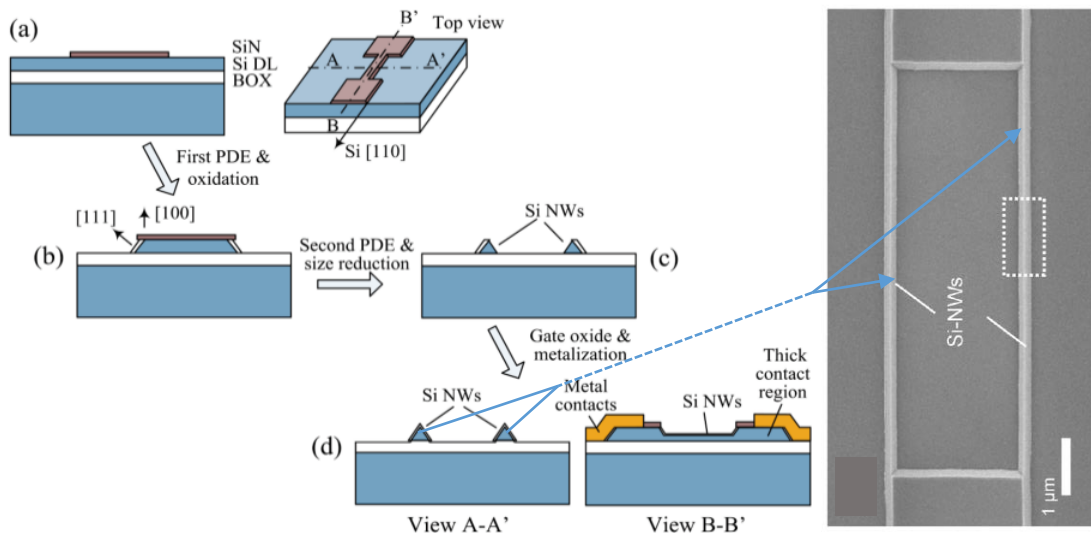 (a)
SiN
Si DL
BOX
B'
Top view
A
A'
B
Si [110]
First PDE &
oxidation
[111]
[100]
(b)
Second PDE &
size reduction
Si NWs
(c)
Gate oxide &
metalization
(d)
Si NWs
Metal
contacts
Si NWs
Thick
contact
region
View A-A'
View B-B'
Si-NWs
1 μm